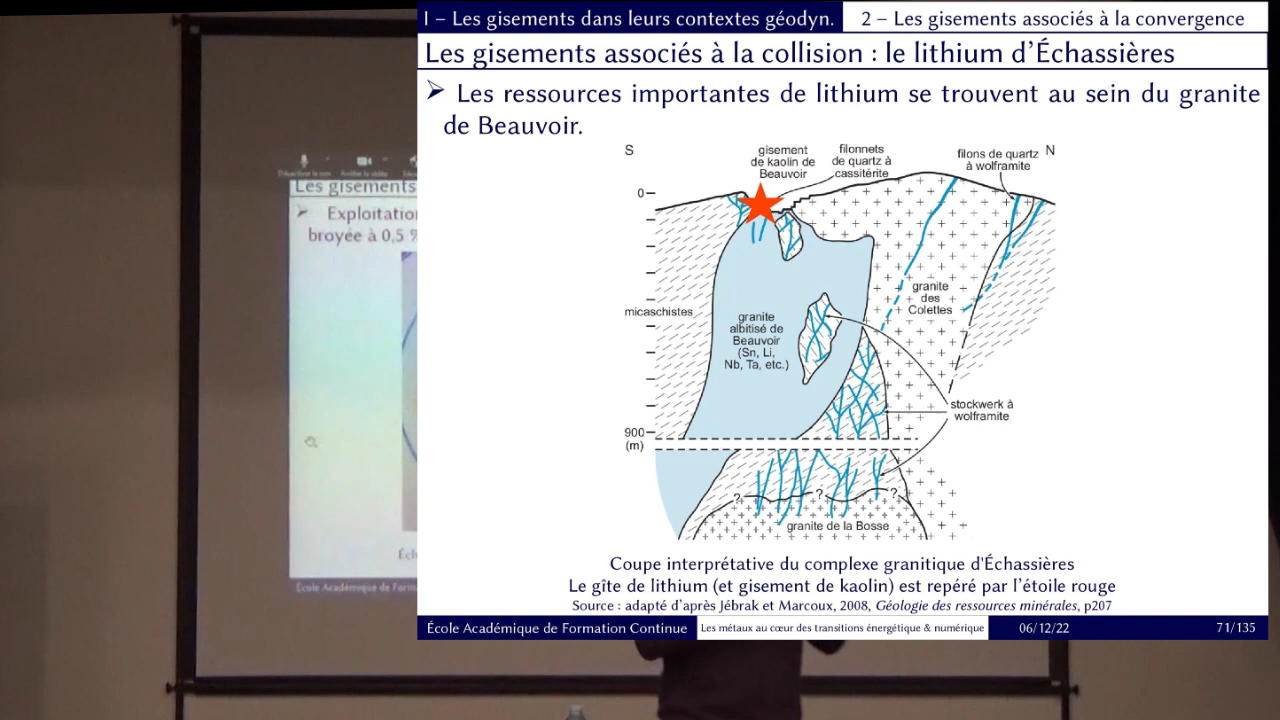 I – Les gisements dans leurs contextes géodyn.
2 – Les gisements associés à la convergence
Les gisements associés à la collision : le lithium d'Échassières
➢ Les ressources importantes de lithium se trouvent au sein du granite
de Beauvoir.
S
gisement
de kaolin de
Beauvoir
filonnets
de quartz à
cassitérite
filons de quartz
à wolframite
N
0
micaschistes
granite
albitisé de
Beauvoir
(Sn, Li,
Nb, Ta, etc.)
granite
des
Colettes
stockwerk à
wolframite
900
(m)
? ? ?
granite de la Bosse
Coupe interprétative du complexe granitique d'Échassières
Le gîte de lithium (et gisement de kaolin) est repéré par l'étoile rouge
Source : adapté d'après Jébrak et Marcoux, 2008, Géologie des ressources minérales, p207
École Académique de Formation Continue
Les métaux au cœur des transitions énergétique & numérique
06/12/22
71/135
Les gisements
Exploitation
broyée à 0,5 %
École Académique de Forma